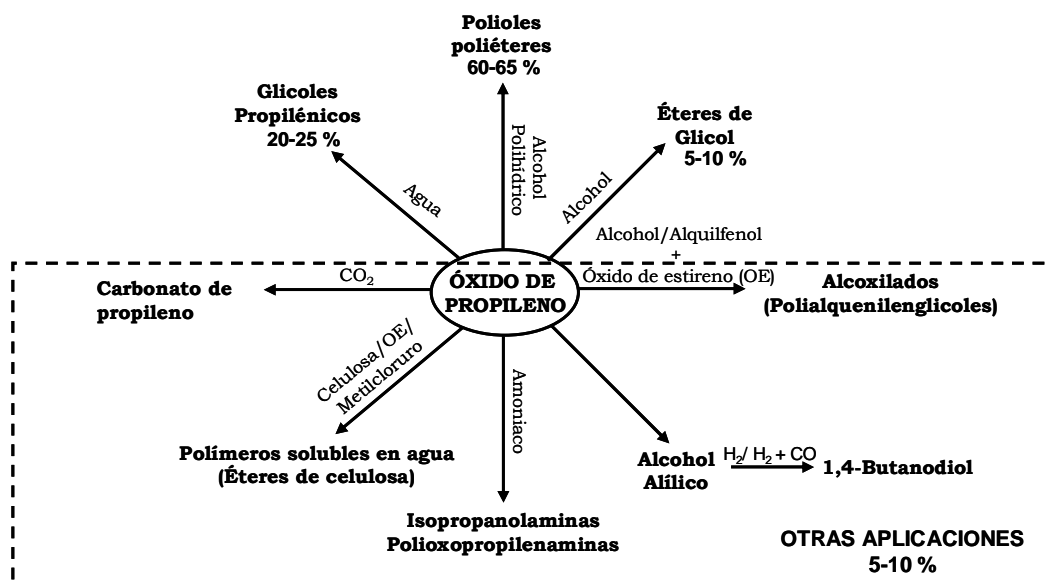 Polioles
poliéteres
60-65 %
Glicoles
Propilénicos
20-25 %
Éteres de
Glicol
5-10 %
Agua
Alcohol
Polihídrico
Alcohol
Alcohol/Alquilfenol
+
Óxido de estireno (OE)
CO₂
ÓXIDO DE
PROPILENO
Carbonato de
propileno
Alcoxilados
(Polialquenilenglicoles)
Celulosa/OE/
Metilcloruro
Amoniaco
Polímeros solubles en agua
(Éteres de celulosa)
Alcohol
Alílico
H₂/ H₂ + CO
1,4-Butanodiol
Isopropanolaminas
Polioxopropilenaminas
OTRAS APLICACIONES
5-10 %